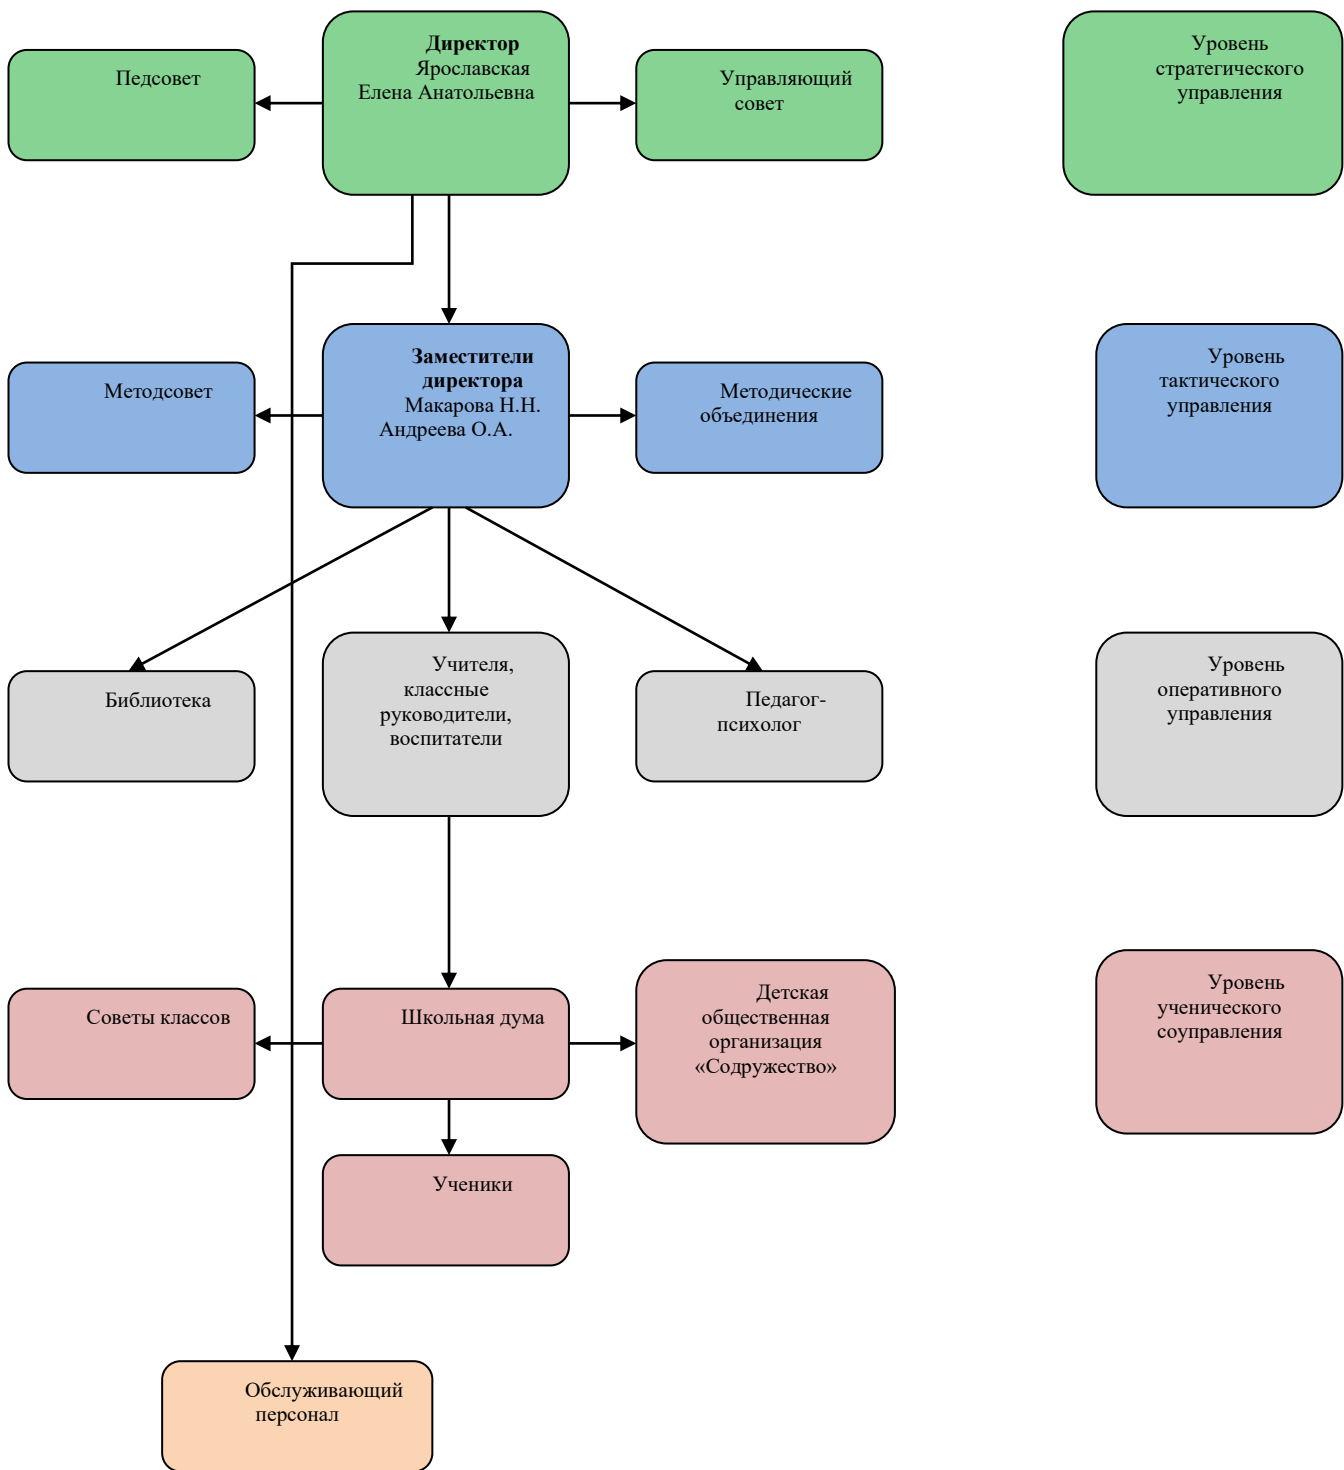 Директор
Ярославская
Елена Анатольевна
Педсовет
Управляющий
совет
Уровень
стратегического
управления
Заместители
директора
Макарова Н.Н.
Андреева О.А.
Методсовет
Методические
объединения
Уровень
тактического
управления
Библиотека
Учителя,
классные
руководители,
воспитатели
Педагог-
психолог
Уровень
оперативного
управления
Советы классов
Школьная дума
Детская
общественная
организация
«Содружество»
Уровень
ученического
соуправления
Ученики
Обслуживающий
персонал